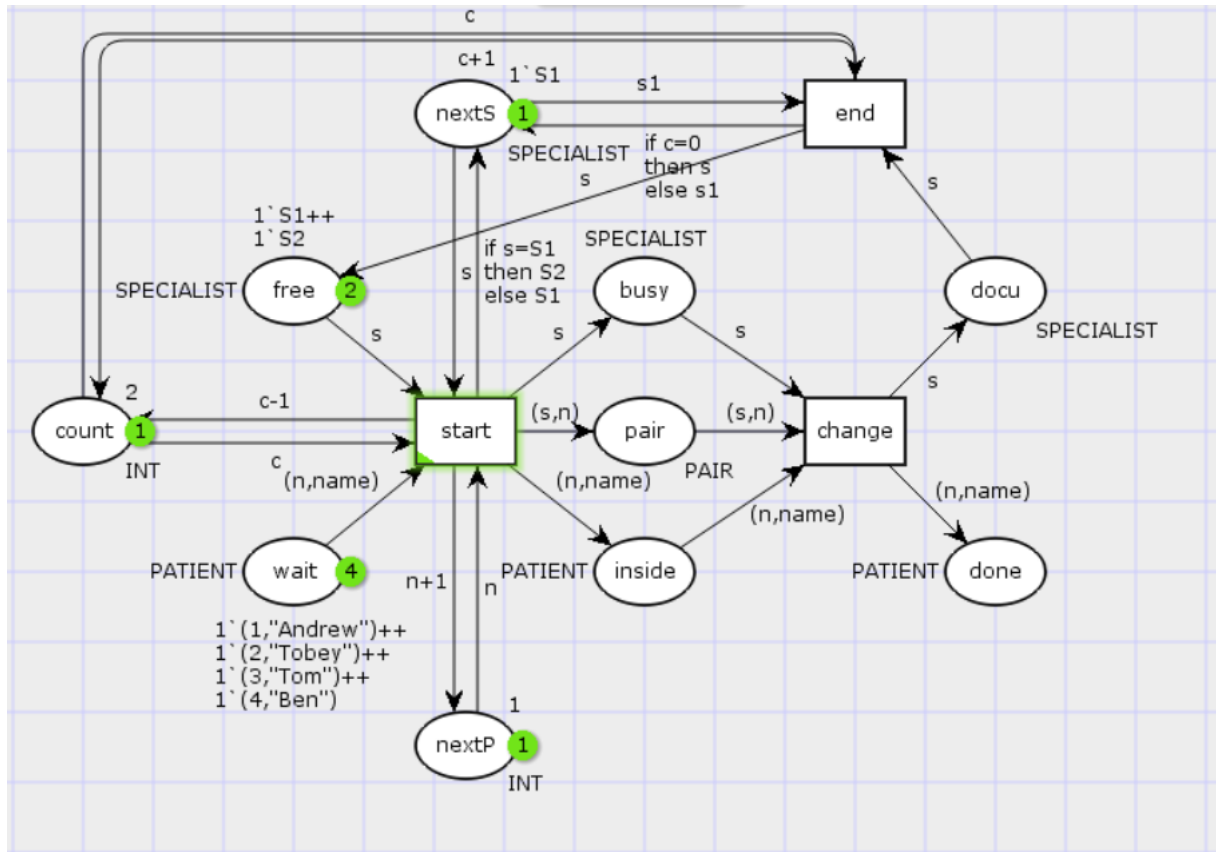 c
c+1
1`S1
nextS
1
s1
end
SPECIALIST
if c=0
then s
else s1
s
s
1`S1++
1`S2
SPECIALIST
free
2
s
if s=S1
then S2
else S1
SPECIALIST
busy
docu
SPECIALIST
s
s
s
s
2
count
1
INT
c-1
c
start
(s,n)
pair
PAIR
(s,n)
change
(n,name)
(n,name)
(n,name)
(n,name)
PATIENT
wait
4
n+1
n
PATIENT
inside
PATIENT
done
1`(1,"Andrew")++
1`(2,"Tobey")++
1`(3,"Tom")++
1`(4,"Ben")
1
nextP
1
INT